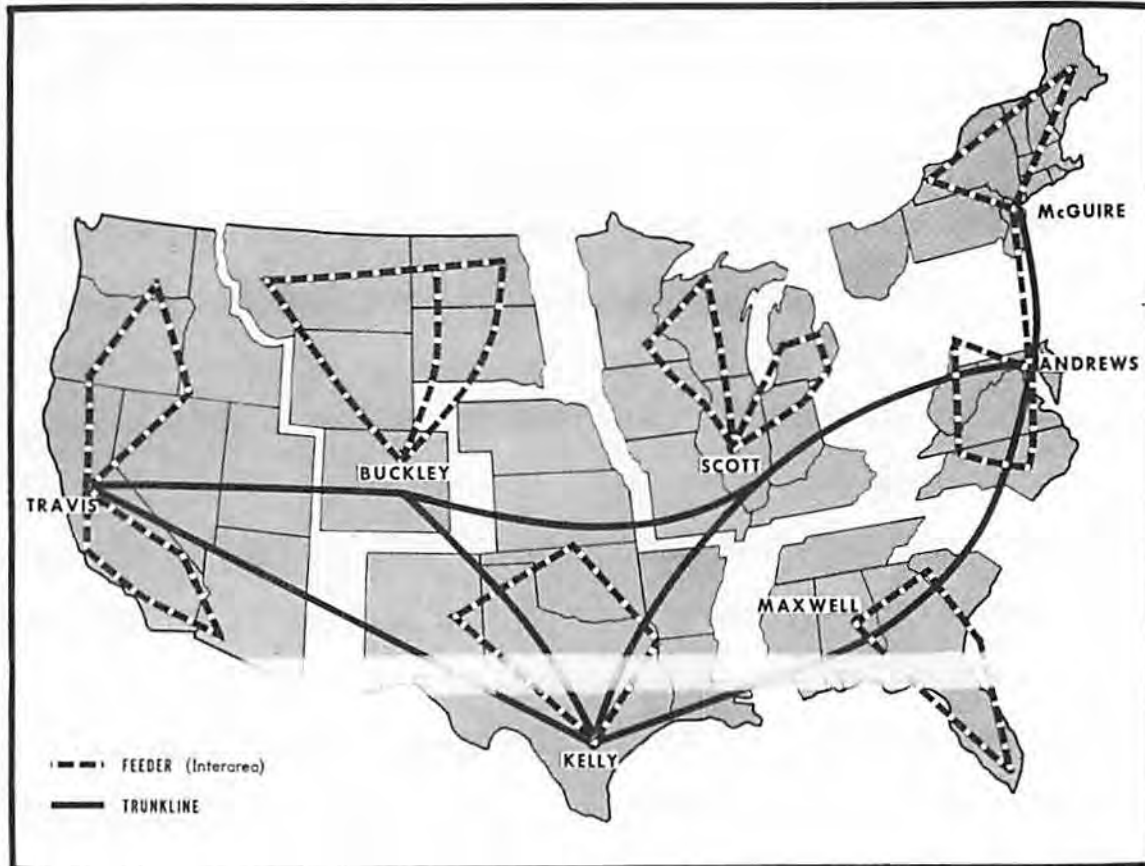 McGUIRE
ANDREWS
BUCKLEY
SCOTT
TRAVIS
MAXWELL
KELLY
FEEDER (Interarea)
TRUNKLINE